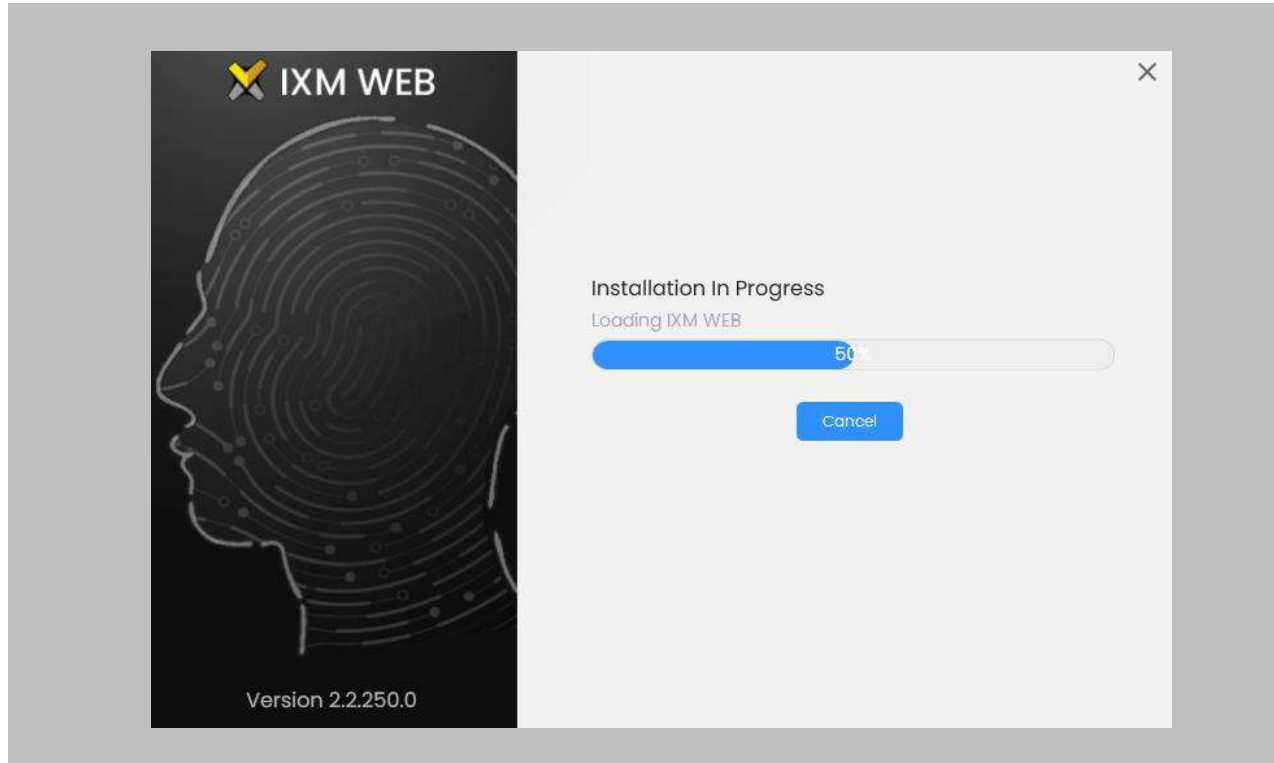 IXM WEB
Installation In Progress
Loading IXM WEB
50%
Cancel
Version 2.2.250.0